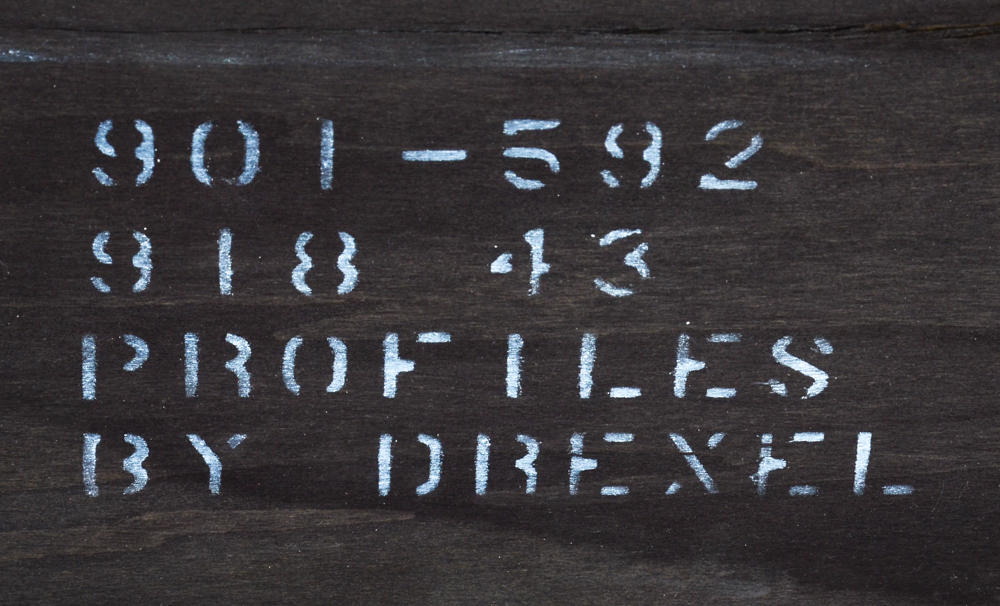 901-592
918 43
PROFILES
BY DREXEL